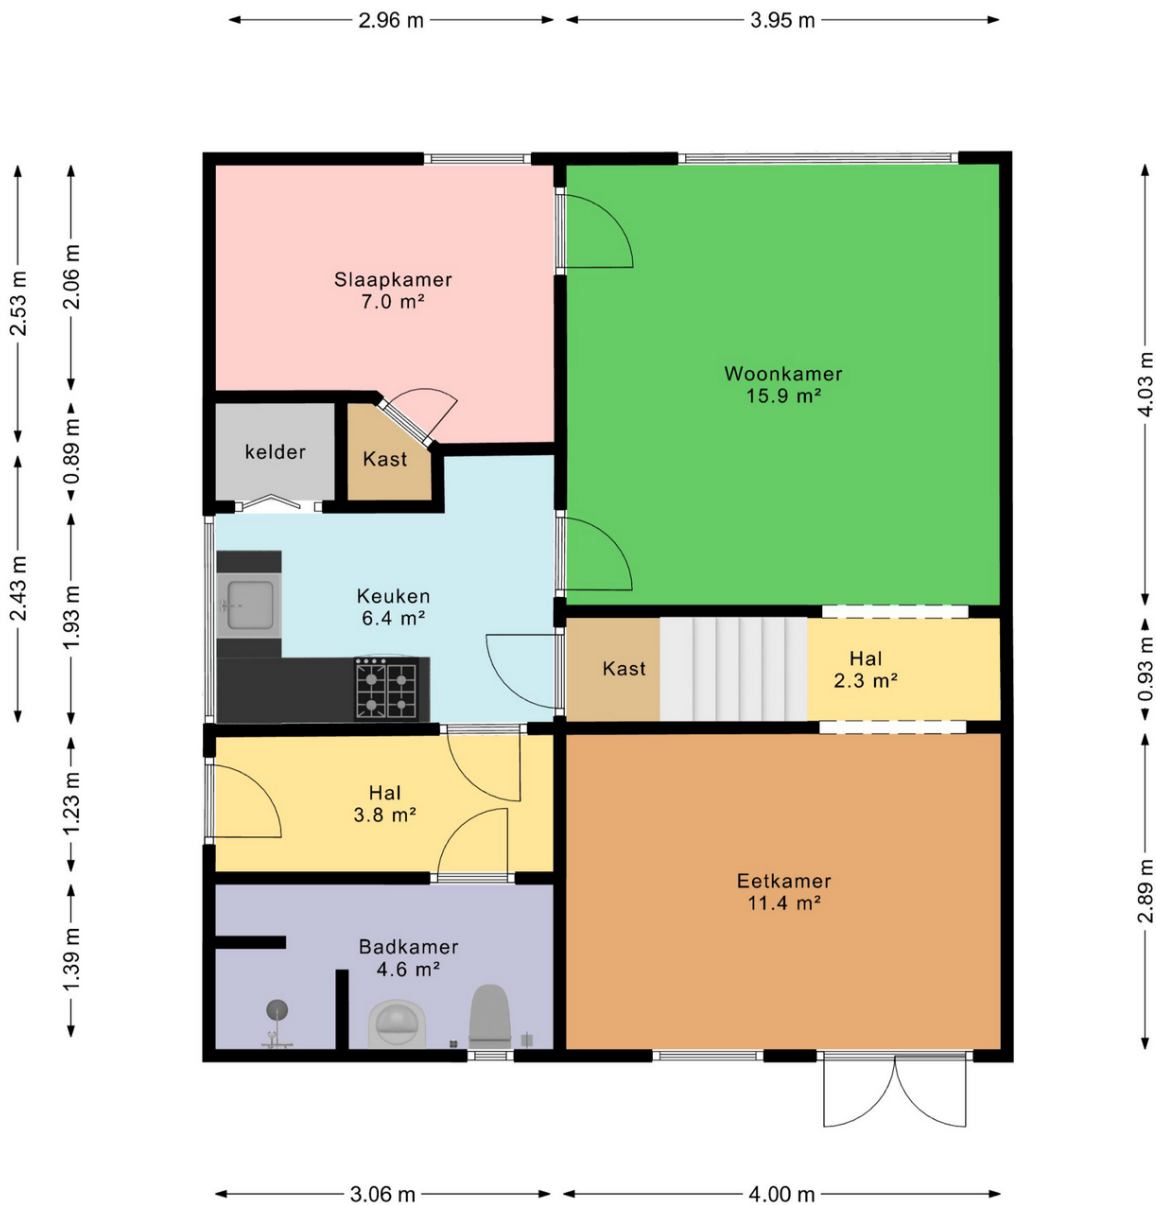 2.96 m
3.95 m
2.53 m
2.06 m
4.03 m
Slaapkamer
7.0 m²
Woonkamer
15.9 m²
0.89 m
kelder
Kast
2.43 m
1.93 m
Keuken
6.4 m²
Kast
Hal
2.3 m²
0.93 m
1.23 m
Hal
3.8 m²
Eetkamer
11.4 m²
2.89 m
1.39 m
Badkamer
4.6 m²
3.06 m
4.00 m